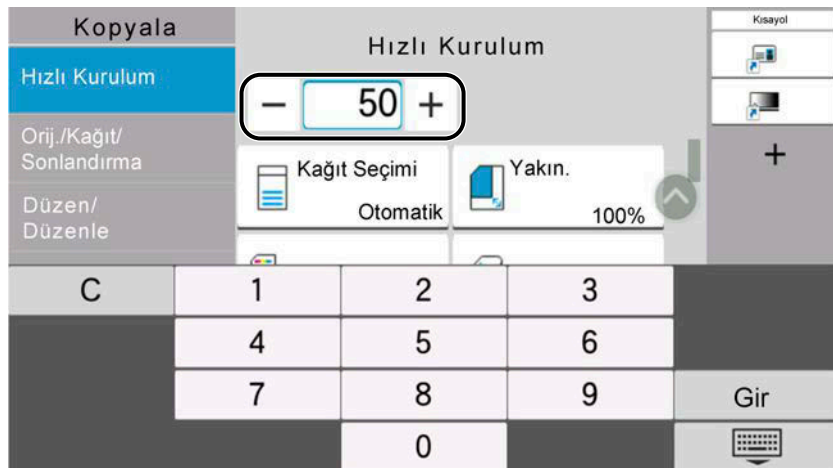 Kopyala
Hızlı Kurulum
Kısayol
Hızlı Kurulum
− 50 +
Orij./Kağıt/
Sonlandırma
Kağıt Seçimi
Otomatik
Yakın.
100%
+
Düzen/
Düzenle
C 1 2 3
4 5 6
7 8 9 Gir
0